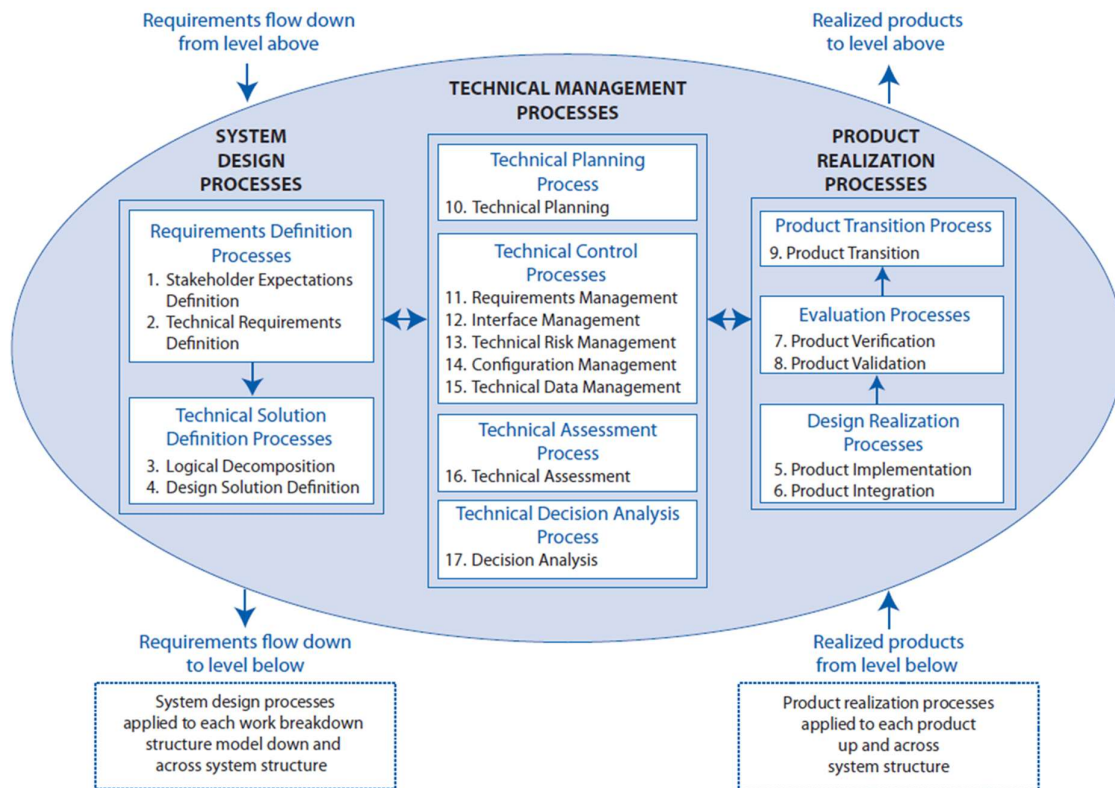 Requirements flow down
from level above
Realized products
to level above
TECHNICAL MANAGEMENT
PROCESSES
SYSTEM
DESIGN
PROCESSES
Requirements Definition
Processes
1. Stakeholder Expectations
Definition
2. Technical Requirements
Definition
Technical Solution
Definition Processes
3. Logical Decomposition
4. Design Solution Definition
Technical Planning
Process
10. Technical Planning
Technical Control
Processes
11. Requirements Management
12. Interface Management
13. Technical Risk Management
14. Configuration Management
15. Technical Data Management
Technical Assessment
Process
16. Technical Assessment
Technical Decision Analysis
Process
17. Decision Analysis
PRODUCT
REALIZATION
PROCESSES
Product Transition Process
9. Product Transition
Evaluation Processes
7. Product Verification
8. Product Validation
Design Realization
Processes
5. Product Implementation
6. Product Integration
Requirements flow down
to level below
System design processes
applied to each work breakdown
structure model down and
across system structure
Realized products
from level below
Product realization processes
applied to each product
up and across
system structure